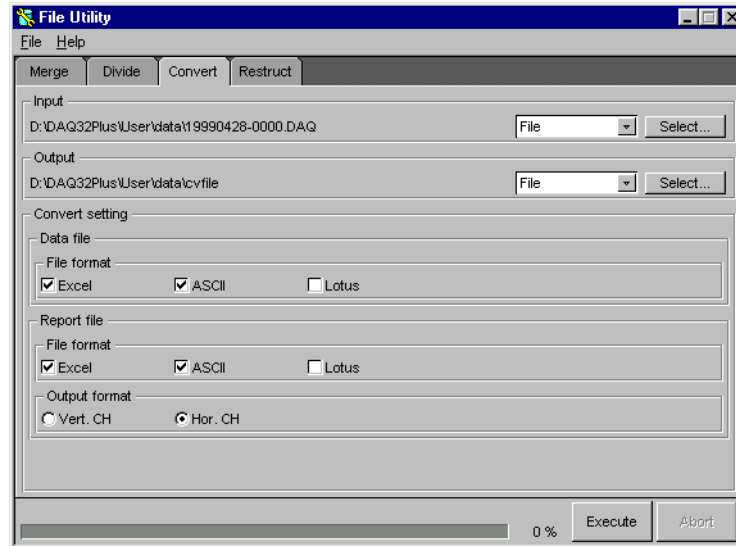 File Utility
File Help
Merge Divide Convert Restruct
Input
D:\DAQ32Plus\User\data\19990428-0000.DAQ File Select...
Output
D:\DAQ32Plus\User\data\cvfile File Select...
Convert setting
Data file
File format
Excel ASCII Lotus
Report file
File format
Excel ASCII Lotus
Output format
Vert. CH Hor. CH
0 % Execute Abort